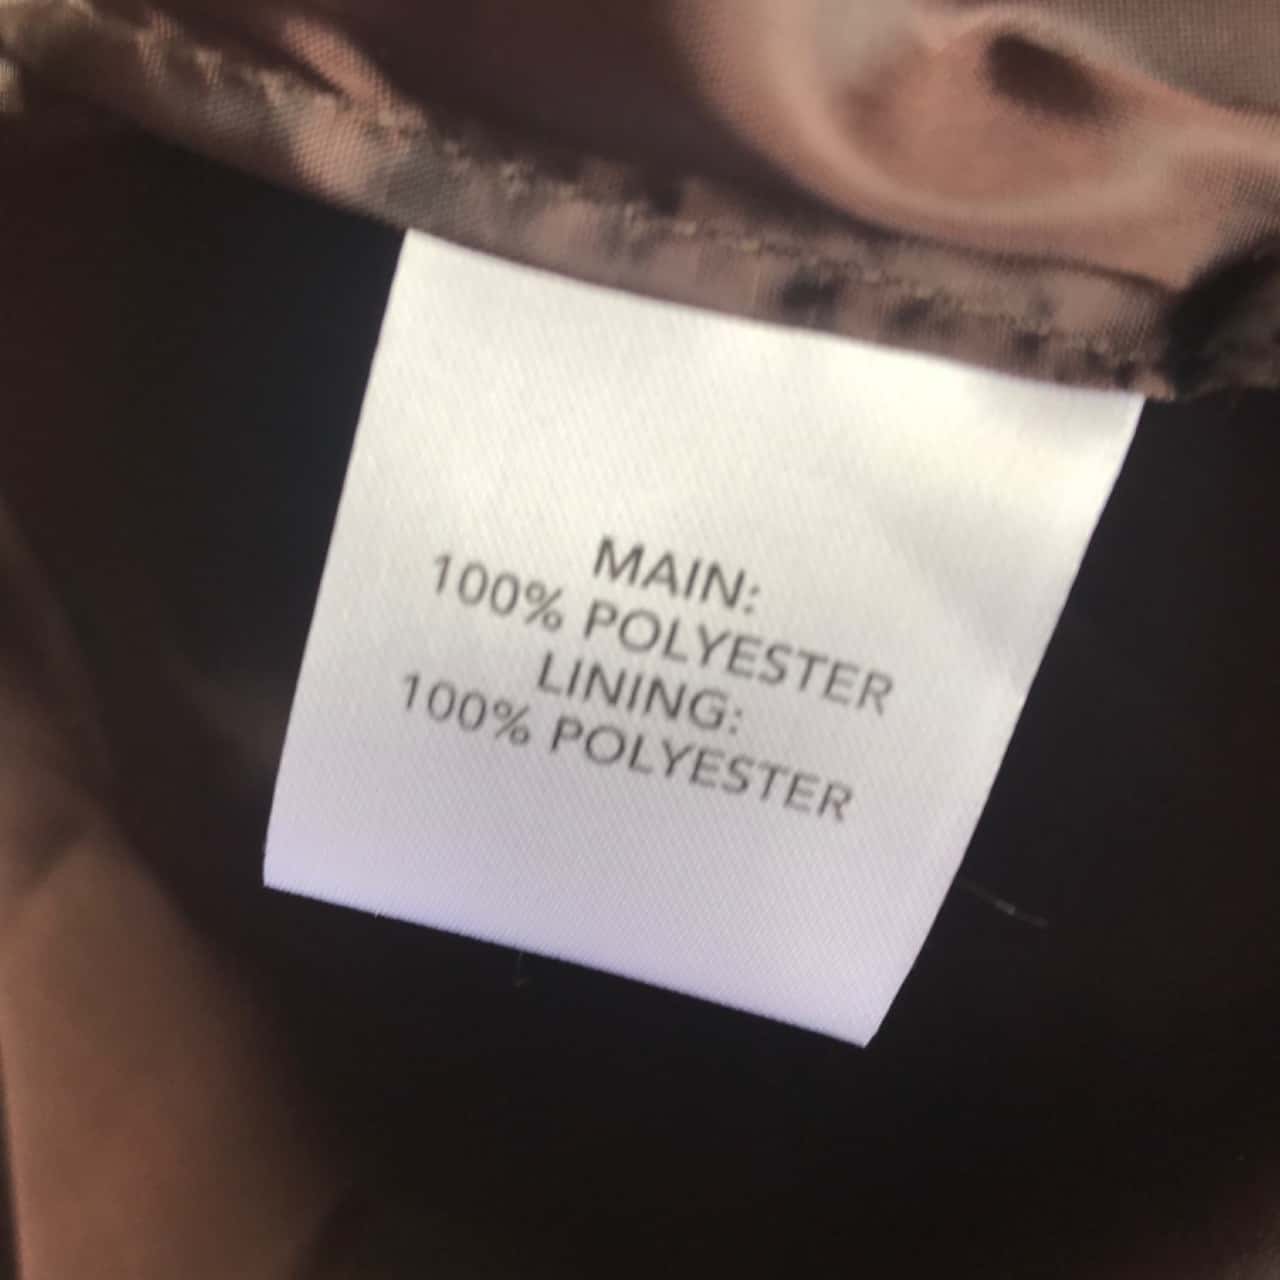 MAIN:
100% POLYESTER
LINING:
100% POLYESTER